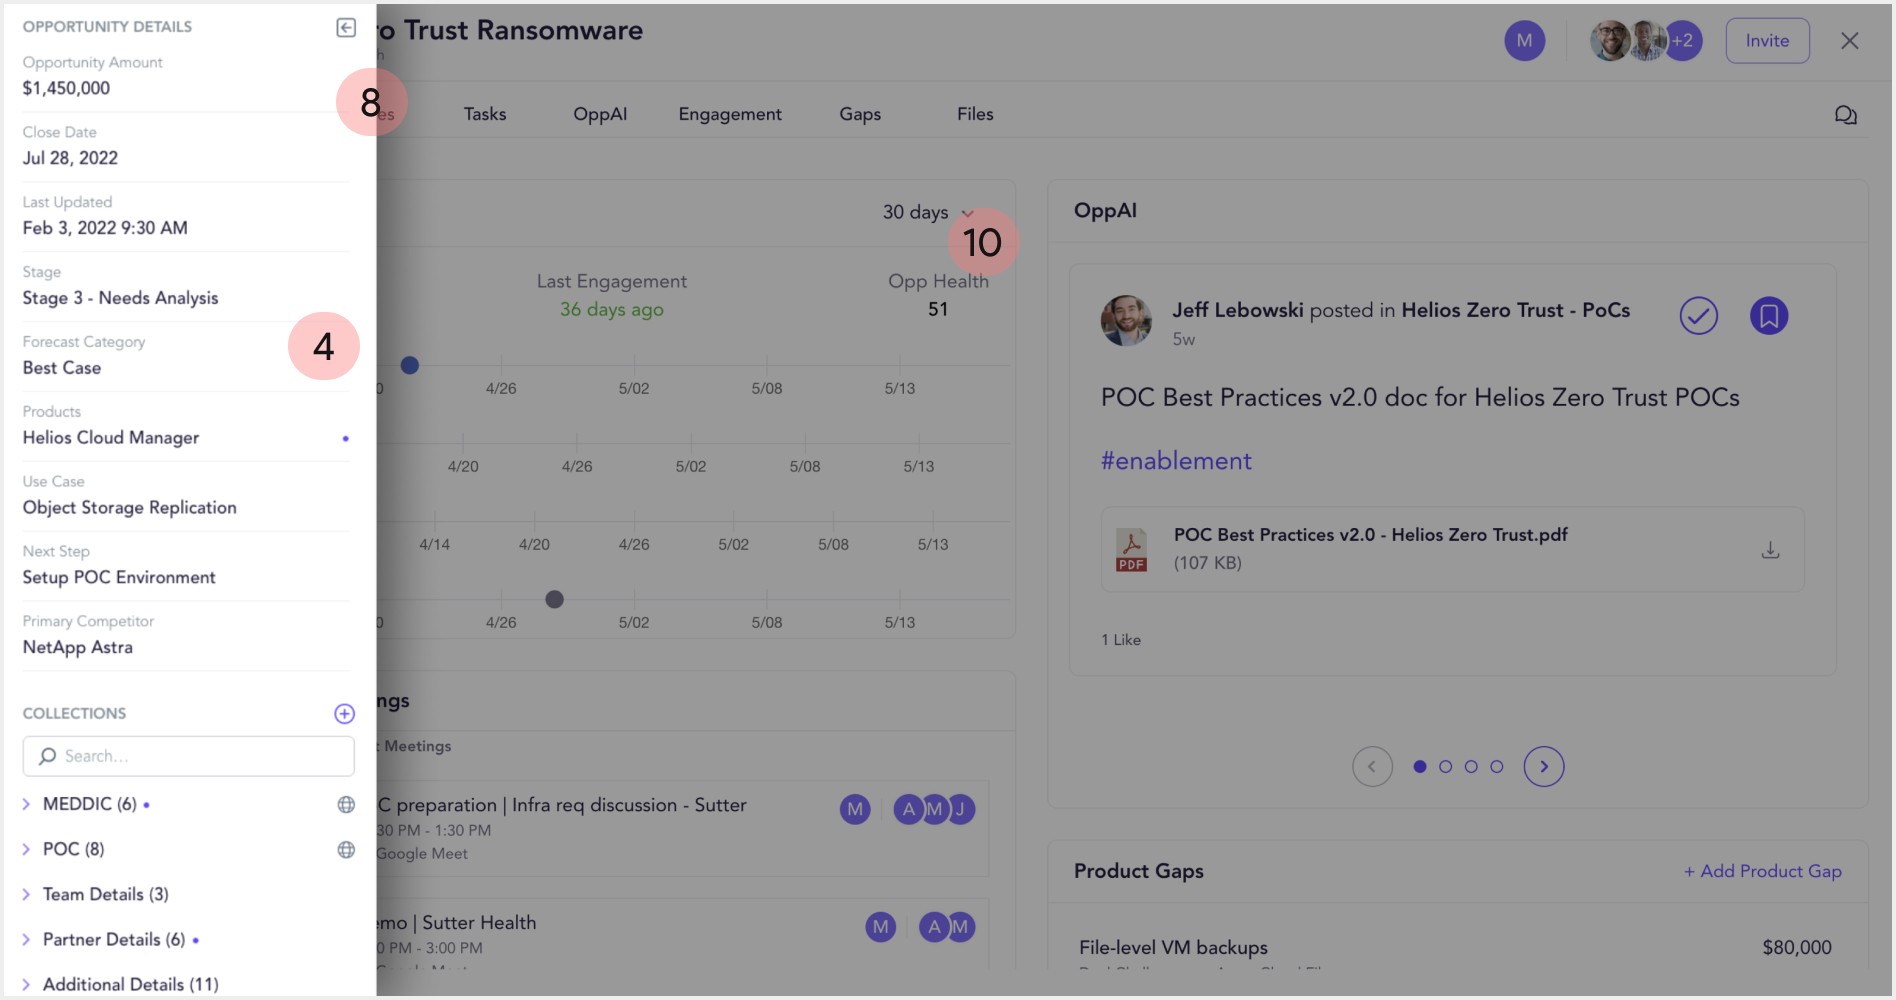 OPPORTUNITY DETAILS
Opportunity Amount
$1,450,000
Close Date
Jul 28, 2022
Last Updated
Feb 3, 2022 9:30 AM
Stage
Stage 3 - Needs Analysis
Forecast Category
Best Case
Products
Helios Cloud Manager
Use Case
Object Storage Replication
Next Step
Setup POC Environment
Primary Competitor
NetApp Astra
COLLECTIONS
Search...
MEDDIC (6)
POC (8)
Team Details (3)
Partner Details (6)
Additional Details (11)
8
4
10
Trust Ransomware
M
+2
Invite
Tasks OppAI Engagement Gaps Files
30 days
Last Engagement
36 days ago
Opp Health
51
4/26 5/02 5/08 5/13
4/20 4/26 5/02 5/08 5/13
4/14 4/20 4/26 5/02 5/08 5/13
4/26 5/02 5/08 5/13
Meetings
C preparation | Infra req discussion - Sutter
M A M J
30 PM - 1:30 PM
Google Meet
emo | Sutter Health
M A M
0 PM - 3:00 PM
OppAI
Jeff Lebowski posted in Helios Zero Trust - PoCs
5w
POC Best Practices v2.0 doc for Helios Zero Trust POCs
#enablement
PDF
POC Best Practices v2.0 - Helios Zero Trust.pdf
(107 KB)
1 Like
Product Gaps
+ Add Product Gap
File-level VM backups
$80,000